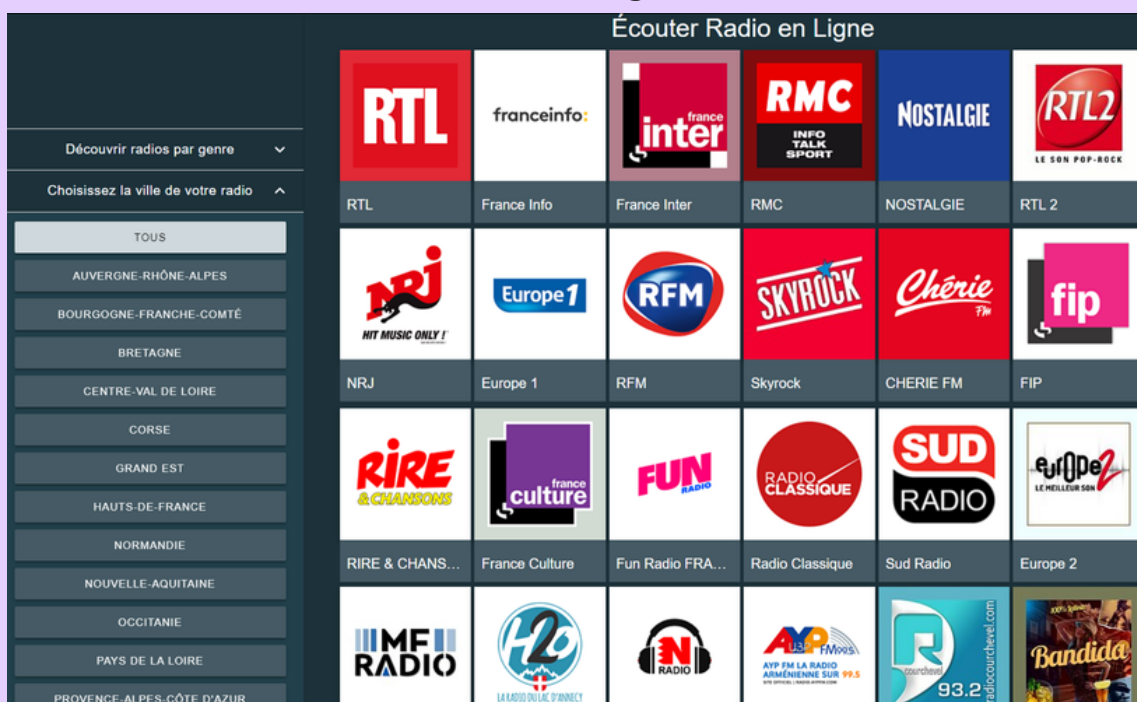 Écouter Radio en Ligne
Découvrir radios par genre
Choisissez la ville de votre radio
TOUS
AUVERGNE-RHÔNE-ALPES
BOURGOGNE-FRANCHE-COMTÉ
BRETAGNE
CENTRE-VAL DE LOIRE
CORSE
GRAND EST
HAUTS-DE-FRANCE
NORMANDIE
NOUVELLE-AQUITAINE
OCCITANIE
PAYS DE LA LOIRE
PROVENCE-ALPES-CÔTE D'AZUR
RTL
franceinfo:
france
inter
RMC
INFO
TALK
SPORT
NOSTALGIE
RTL2
LE SON POP-ROCK
RTL
France Info
France Inter
RMC
NOSTALGIE
RTL 2
NRJ
HIT MUSIC ONLY !
Europe 1
RFM
SKYROCK
Chérie
FM
fip
NRJ
Europe 1
RFM
Skyrock
CHERIE FM
FIP
RIRE
& CHANSONS
france
culture
FUN
RADIO
RADIO
CLASSIQUE
SUD
RADIO
europe2
LE MEILLEUR SON
RIRE & CHANS...
France Culture
Fun Radio FRA...
Radio Classique
Sud Radio
Europe 2
MF
RADIO
H2O
LA RADIO DU LAC D'ANNECY
N
RADIO
AYP FM 99.5
AYP FM LA RADIO
ARMÉNIENNE SUR 99.5
R
courchevel
93.2
radiocourchevel.com
Bandida